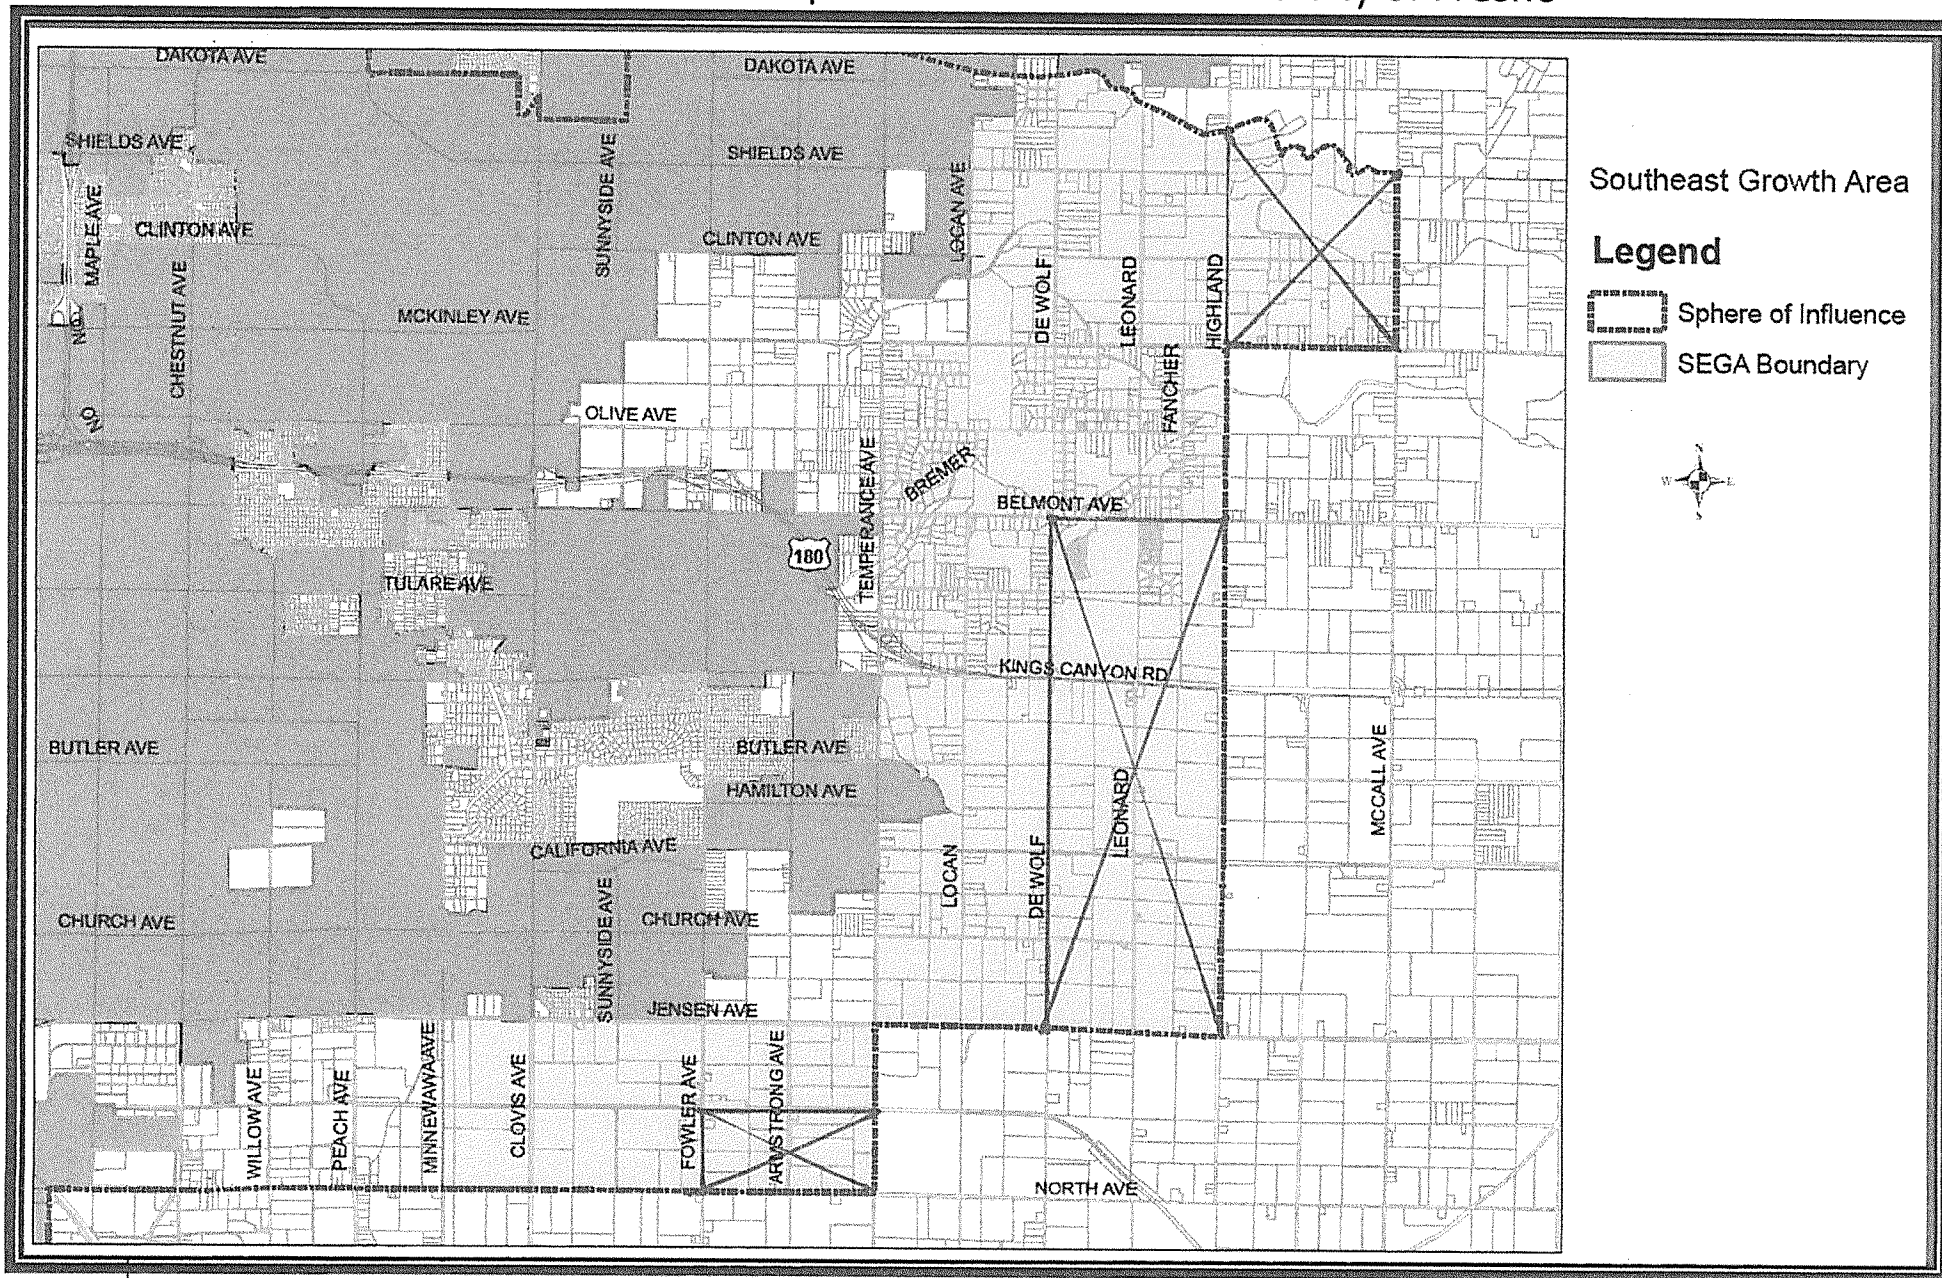 DAKOTA AVE
DAKOTA AVE
SHIELDS AVE
SHIELDS AVE
SUNNYSIDE AVE
LOCAN AVE
MAPLE AVE
CLINTON AVE
CLINTON AVE
CHESTNUT AVE
MCKINLEY AVE
DE WOLF
LEONARD
HIGHLAND
FANCHER
NO
NO
OLIVE AVE
TEMPERANCE AVE
BREMER
BELMONT AVE
180
TULARE AVE
KINGS CANYON RD
BUTLER AVE
BUTLER AVE
HAMILTON AVE
MCCALL AVE
LEONARD
CALIFORNIA AVE
LOCAN
DE WOLF
CHURCH AVE
CHURCH AVE
SUNNYSIDE AVE
JENSEN AVE
WILLOW AVE
PEACH AVE
MINNEWAWA AVE
CLOVIS AVE
FOWLER AVE
ARMSTRONG AVE
NORTH AVE
Southeast Growth Area
Legend
Sphere of Influence
SEGA Boundary
N
W
E
S